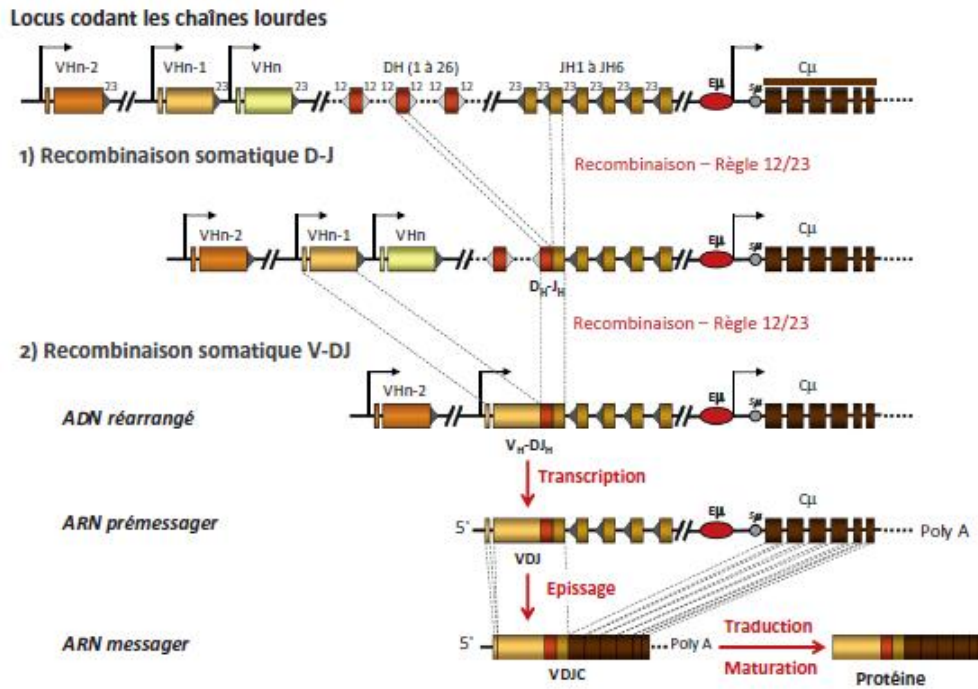 Locus codant les chaînes lourdes
VHn-2 VHn-1 VHn DH (1 à 26) JH1 à JH6 Cμ
23 23 23 12 12 12 12 12 12 23 23 23 23 23 23 Eμ Sμ
1) Recombinaison somatique D-J
Recombinaison – Règle 12/23
VHn-2 VHn-1 VHn Eμ Sμ Cμ
DH-JH
Recombinaison – Règle 12/23
2) Recombinaison somatique V-DJ
VHn-2 Eμ Sμ Cμ
ADN réarrangé
VH-DJH
Transcription
ARN prémessager 5' Eμ Sμ Cμ Poly A
VDJ
Epissage
ARN messager 5' Poly A Traduction
VDJC Maturation Protéine